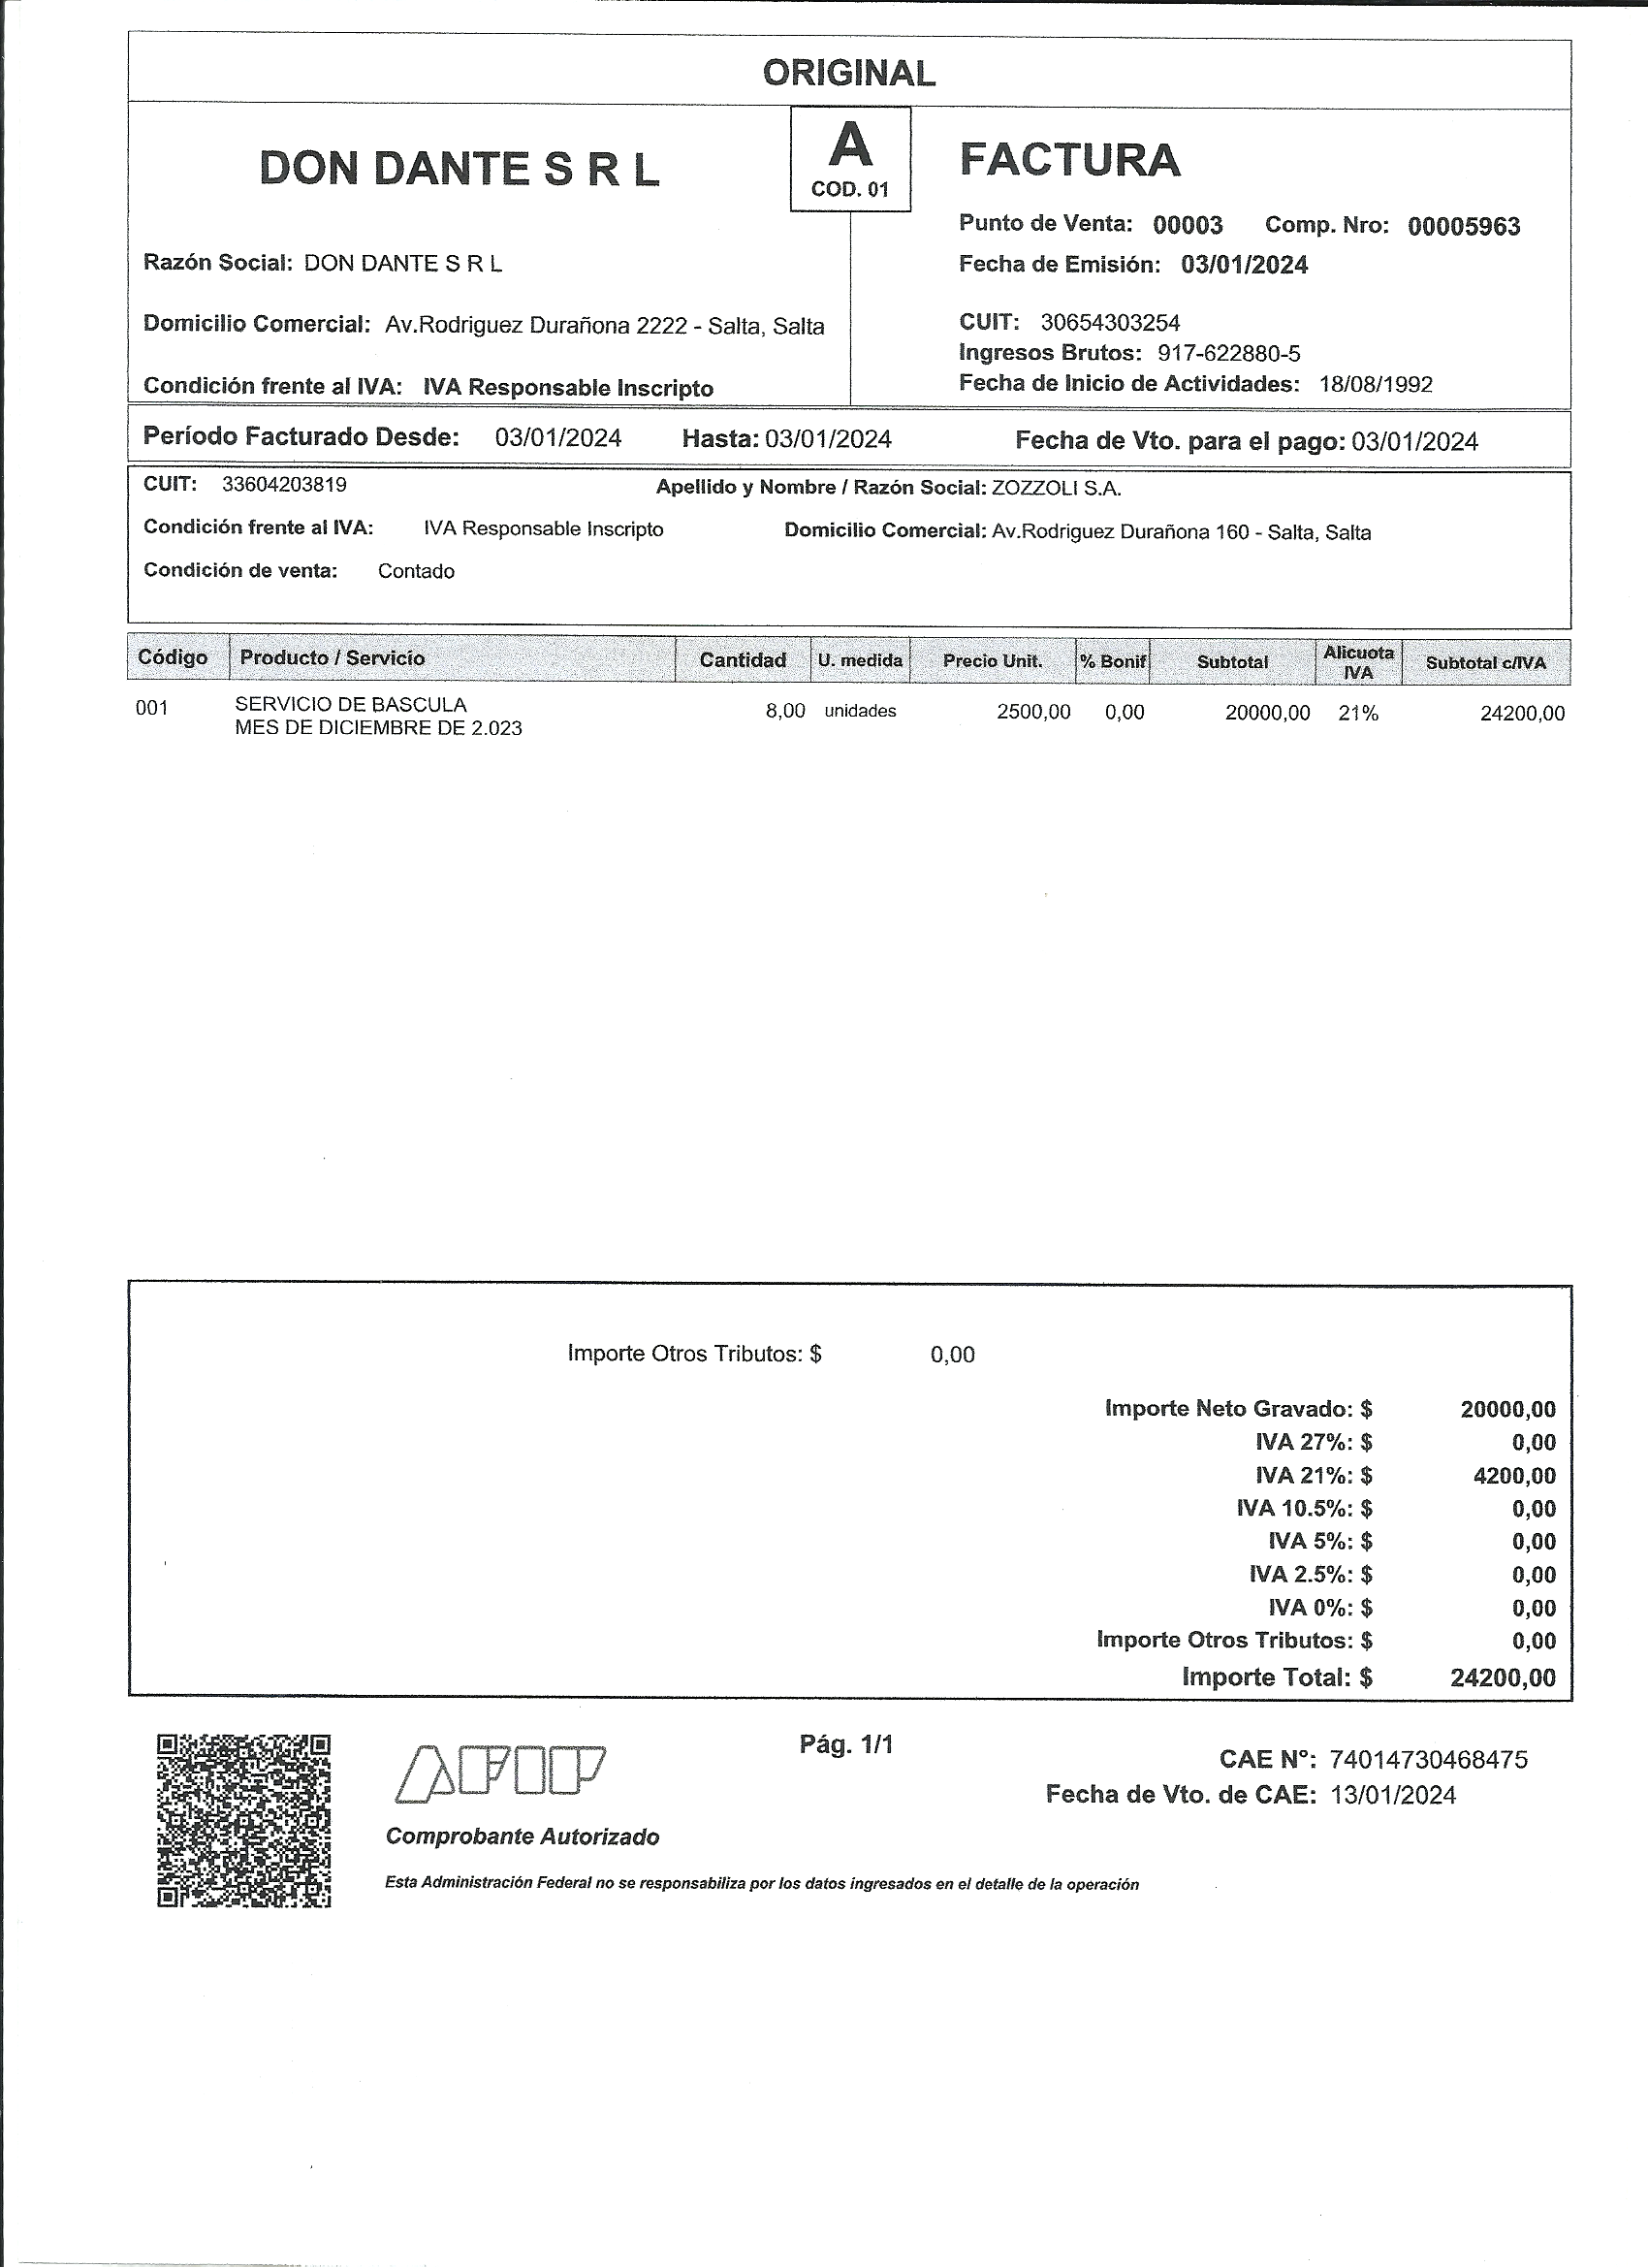 ORIGINAL
DON DANTE S R L
A
COD. 01
FACTURA
Punto de Venta: 00003 Comp. Nro: 00005963
Razón Social: DON DANTE S R L
Fecha de Emisión: 03/01/2024
Domicilio Comercial: Av.Rodriguez Durañona 2222 - Salta, Salta
CUIT: 30654303254
Ingresos Brutos: 917-622880-5
Condición frente al IVA: IVA Responsable Inscripto
Fecha de Inicio de Actividades: 18/08/1992
Período Facturado Desde: 03/01/2024 Hasta: 03/01/2024 Fecha de Vto. para el pago: 03/01/2024
CUIT: 33604203819 Apellido y Nombre / Razón Social: ZOZZOLI S.A.
Condición frente al IVA: IVA Responsable Inscripto Domicilio Comercial: Av.Rodriguez Durañona 160 - Salta, Salta
Condición de venta: Contado
Código Producto / Servicio Cantidad U. medida Precio Unit. % Bonif Subtotal Alicuota IVA Subtotal c/IVA
001 SERVICIO DE BASCULA 8,00 unidades 2500,00 0,00 20000,00 21% 24200,00
MES DE DICIEMBRE DE 2.023
Importe Otros Tributos: $ 0,00
Importe Neto Gravado: $ 20000,00
IVA 27%: $ 0,00
IVA 21%: $ 4200,00
IVA 10.5%: $ 0,00
IVA 5%: $ 0,00
IVA 2.5%: $ 0,00
IVA 0%: $ 0,00
Importe Otros Tributos: $ 0,00
Importe Total: $ 24200,00
AFIP
Pág. 1/1
CAE N°: 74014730468475
Fecha de Vto. de CAE: 13/01/2024
Comprobante Autorizado
Esta Administración Federal no se responsabiliza por los datos ingresados en el detalle de la operación